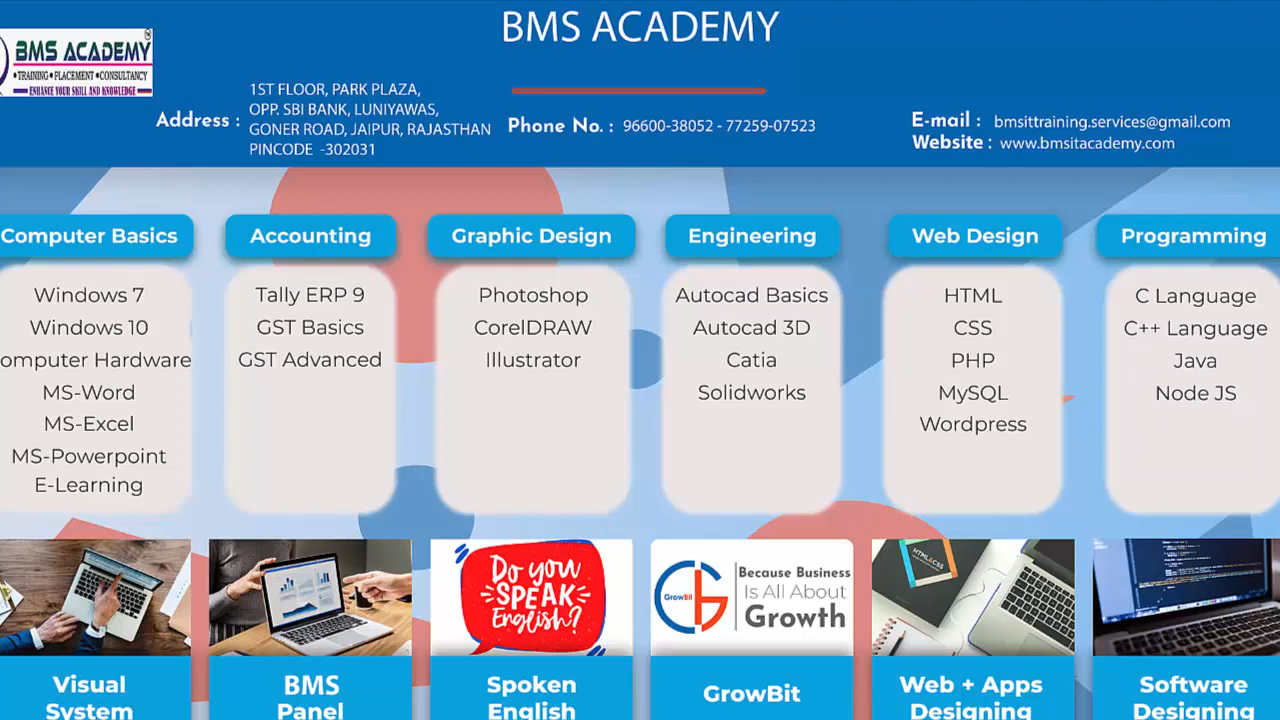 BMS ACADEMY
BMS ACADEMY
TM
•TRAINING •PLACEMENT •CONSULTANCY
ENHANCE YOUR SKILL AND KNOWLEDGE
Address :
1ST FLOOR, PARK PLAZA,
OPP. SBI BANK, LUNIYAWAS,
GONER ROAD, JAIPUR, RAJASTHAN
PINCODE -302031
Phone No. : 96600-38052 - 77259-07523
E-mail : bmsittraining.services@gmail.com
Website : www.bmsitacademy.com
Computer Basics
Windows 7
Windows 10
omputer Hardware
MS-Word
MS-Excel
MS-Powerpoint
E-Learning
Accounting
Tally ERP 9
GST Basics
GST Advanced
Graphic Design
Photoshop
CorelDRAW
Illustrator
Engineering
Autocad Basics
Autocad 3D
Catia
Solidworks
Web Design
HTML
CSS
PHP
MySQL
Wordpress
Programming
C Language
C++ Language
Java
Node JS
Visual
System
BMS
Panel
Do you
SPEAK
English?
Spoken
English
GrowBit
Because Business
Is All About
Growth
GrowBit
HTML&CSS
Web + Apps
Designing
Software
Designing